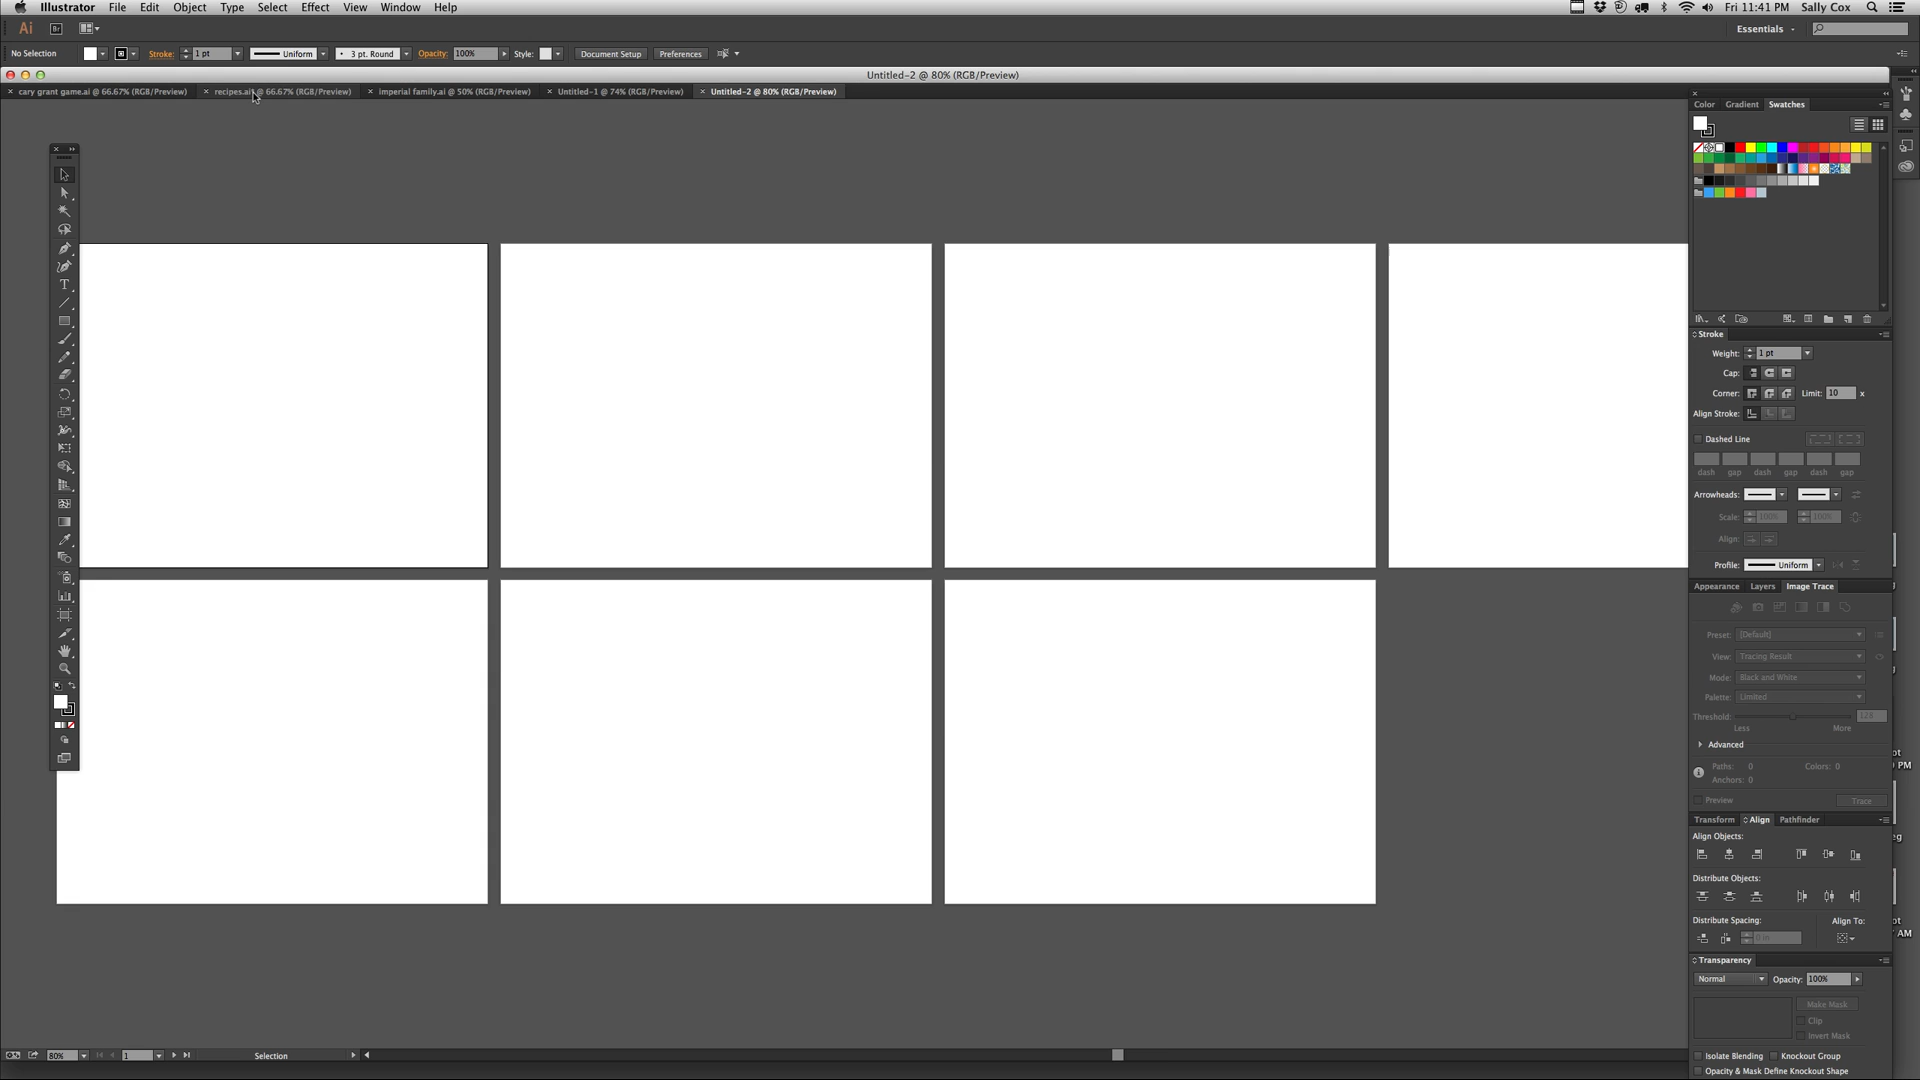 Illustrator File Edit Object Type Select Effect View Window Help Fri 11:41 PM Sally Cox
Ai Br Essentials
No Selection Stroke: 1 pt Uniform 3 pt. Round Opacity: 100% Style: Document Setup Preferences
Untitled-2 @ 80% (RGB/Preview)
cary grant game.ai @ 66.67% (RGB/Preview) recipes.ait @ 66.67% (RGB/Preview) imperial family.ai @ 50% (RGB/Preview) Untitled-1 @ 74% (RGB/Preview) Untitled-2 @ 80% (RGB/Preview)
Color Gradient Swatches
Stroke
Weight: 1 pt
Cap:
Corner: Limit: 10 x
Align Stroke:
Dashed Line
dash gap dash gap dash gap
Arrowheads:
Scale: 100% 100%
Align:
Profile: Uniform
Appearance Layers Image Trace
Preset: [Default]
View: Tracing Result
Mode: Black and White
Palette: Limited
Threshold: 128
Less More
Advanced
Paths: 0 Colors: 0
Anchors: 0
Preview Trace
Transform Align Pathfinder
Align Objects:
Distribute Objects:
Distribute Spacing: Align To:
0 in
Transparency
Normal Opacity: 100%
Make Mask
Clip
Invert Mask
Isolate Blending Knockout Group
Opacity & Mask Define Knockout Shape
80% 1 Selection
PM
AM